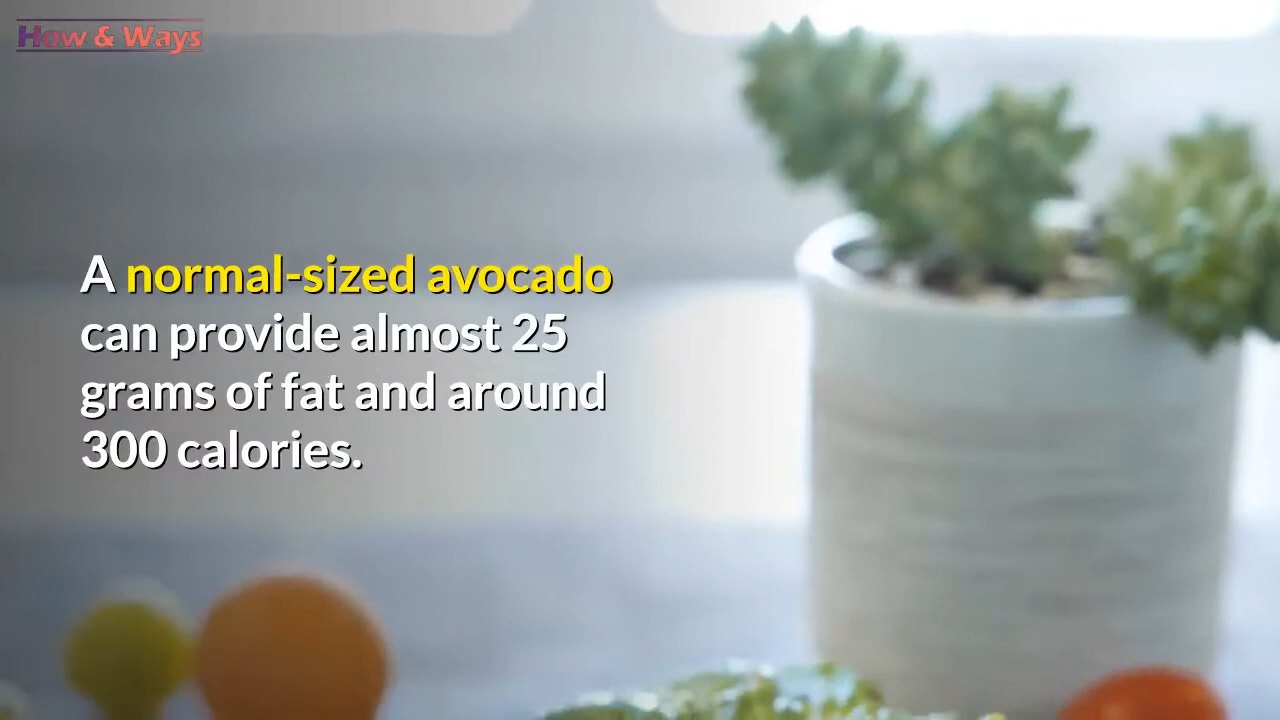 How & Ways
A normal-sized avocado
can provide almost 25
grams of fat and around
300 calories.